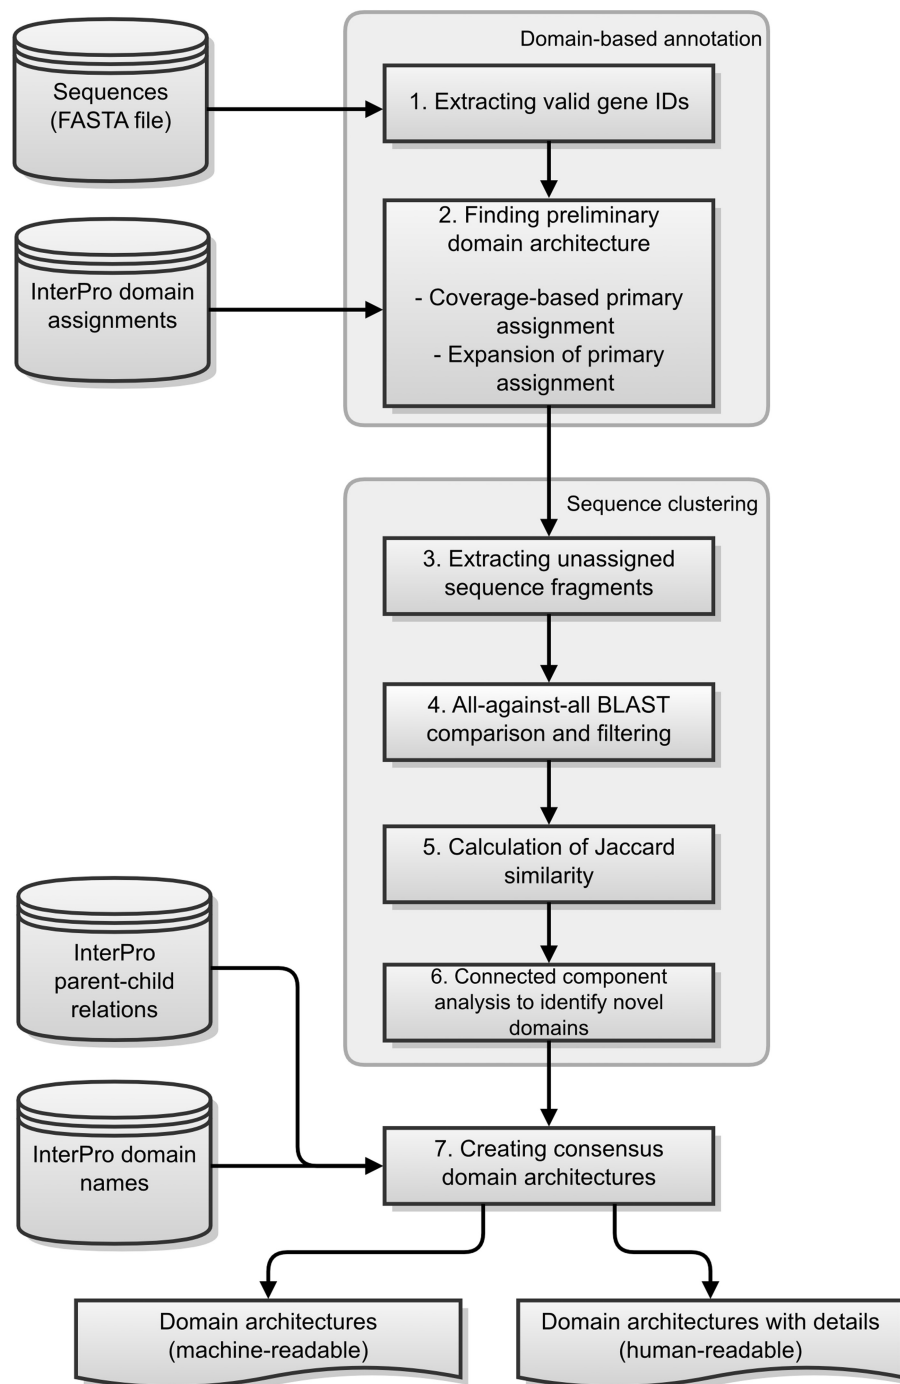 Domain-based annotation
Sequences
(FASTA file)
1. Extracting valid gene IDs
InterPro domain
assignments
2. Finding preliminary
domain architecture
- Coverage-based primary
assignment
- Expansion of primary
assignment
Sequence clustering
3. Extracting unassigned
sequence fragments
4. All-against-all BLAST
comparison and filtering
5. Calculation of Jaccard
similarity
InterPro
parent-child
relations
6. Connected component
analysis to identify novel
domains
InterPro domain
names
7. Creating consensus
domain architectures
Domain architectures
(machine-readable)
Domain architectures with details
(human-readable)